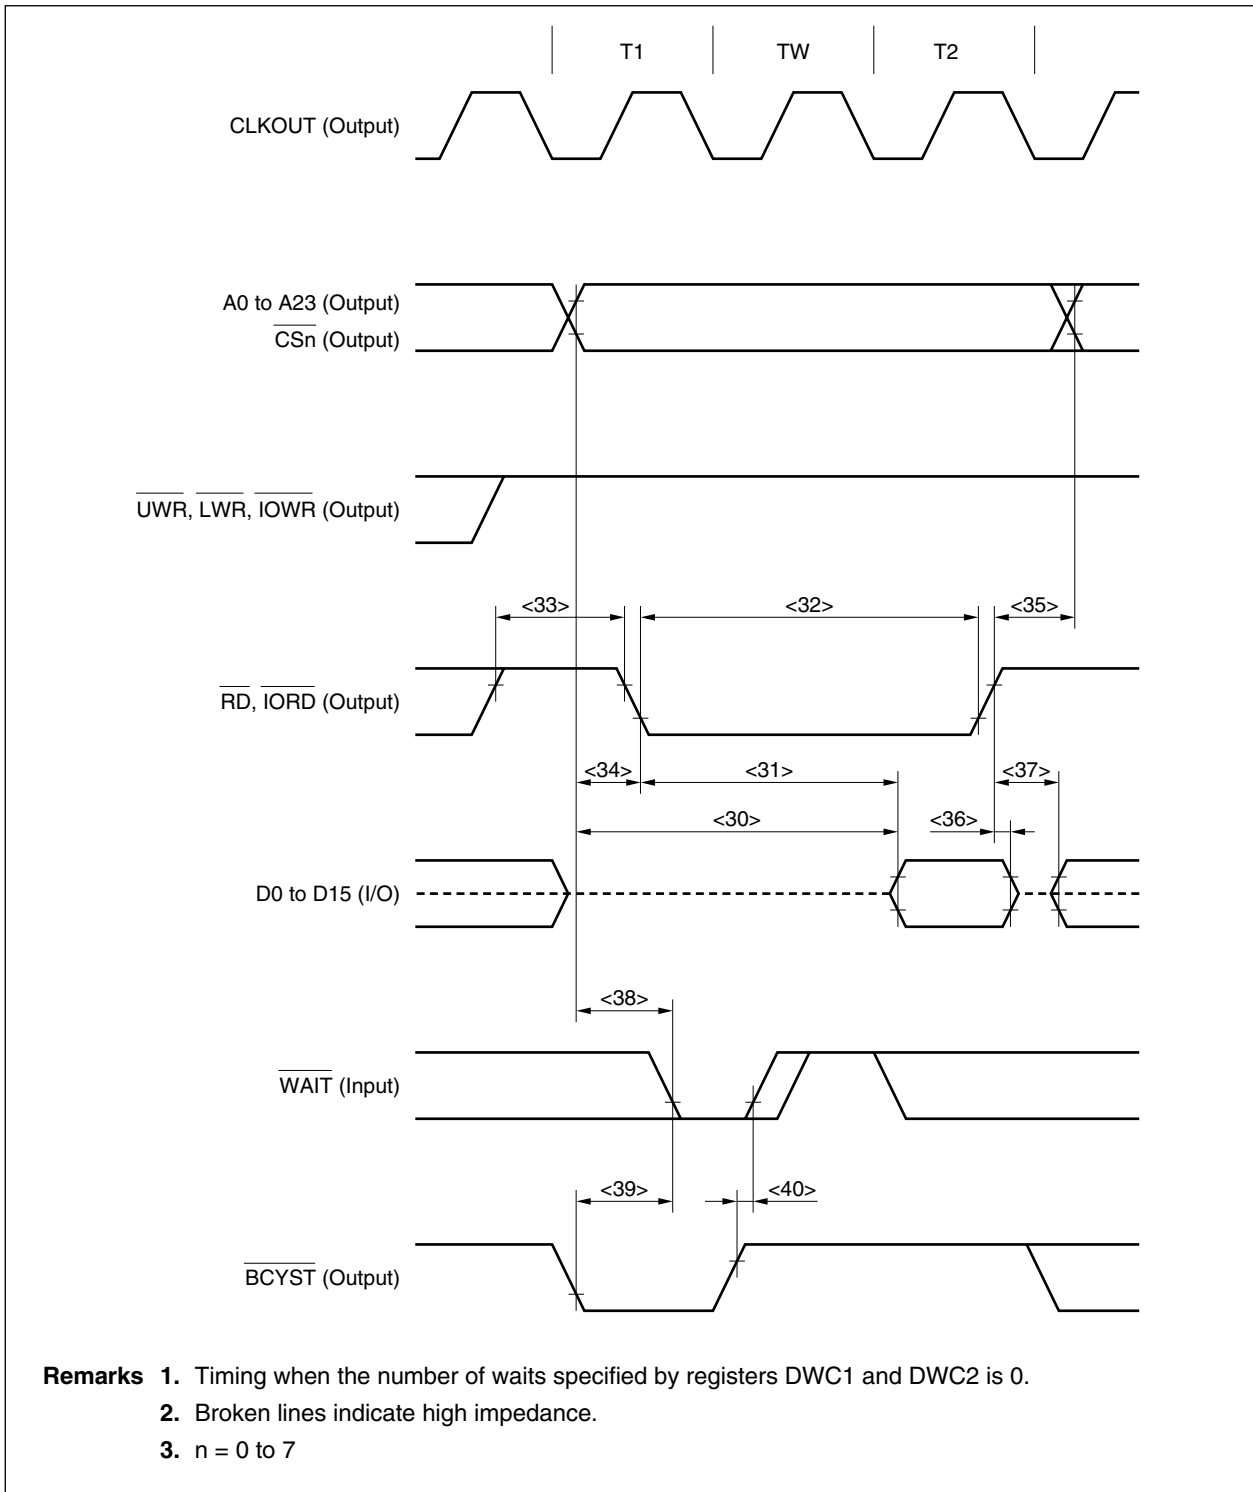 T1 TW T2
CLKOUT (Output)
A0 to A23 (Output)
CSn (Output)
UWR, LWR, IOWR (Output)
<33> <32> <35>
RD, IORD (Output)
<34> <31> <37>
<30> <36>
D0 to D15 (I/O)
<38>
WAIT (Input)
<39> <40>
BCYST (Output)
Remarks 1. Timing when the number of waits specified by registers DWC1 and DWC2 is 0.
2. Broken lines indicate high impedance.
3. n = 0 to 7